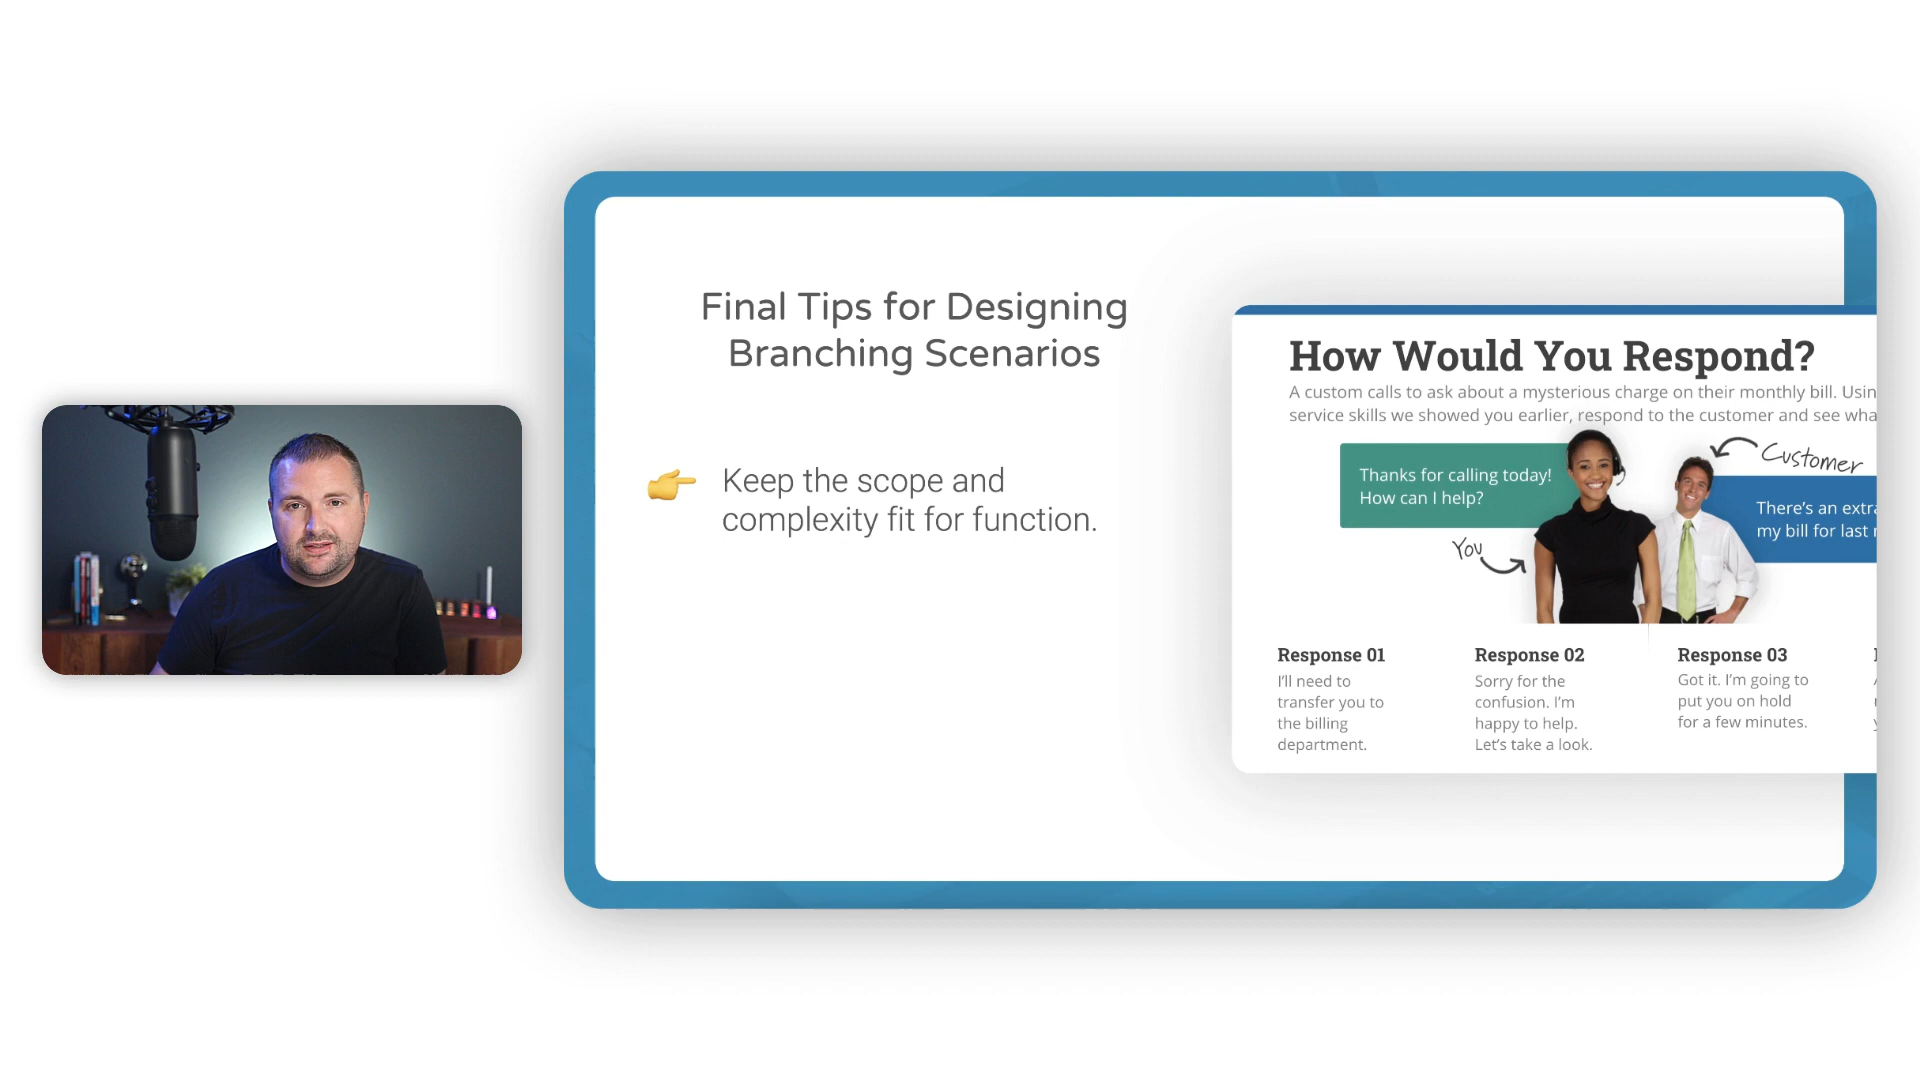 Final Tips for Designing
Branching Scenarios
Keep the scope and
complexity fit for function.
How Would You Respond?
A custom calls to ask about a mysterious charge on their monthly bill.
service skills we showed you earlier, respond to the customer and see
Customer
Thanks for calling today!
How can I help?
There's an
my bill for last
You
Response 01
I'll need to
transfer you to
the billing
department.
Response 02
Sorry for the
confusion. I'm
happy to help.
Let's take a look.
Response 03
Got it. I'm going to
put you on hold
for a few minutes.